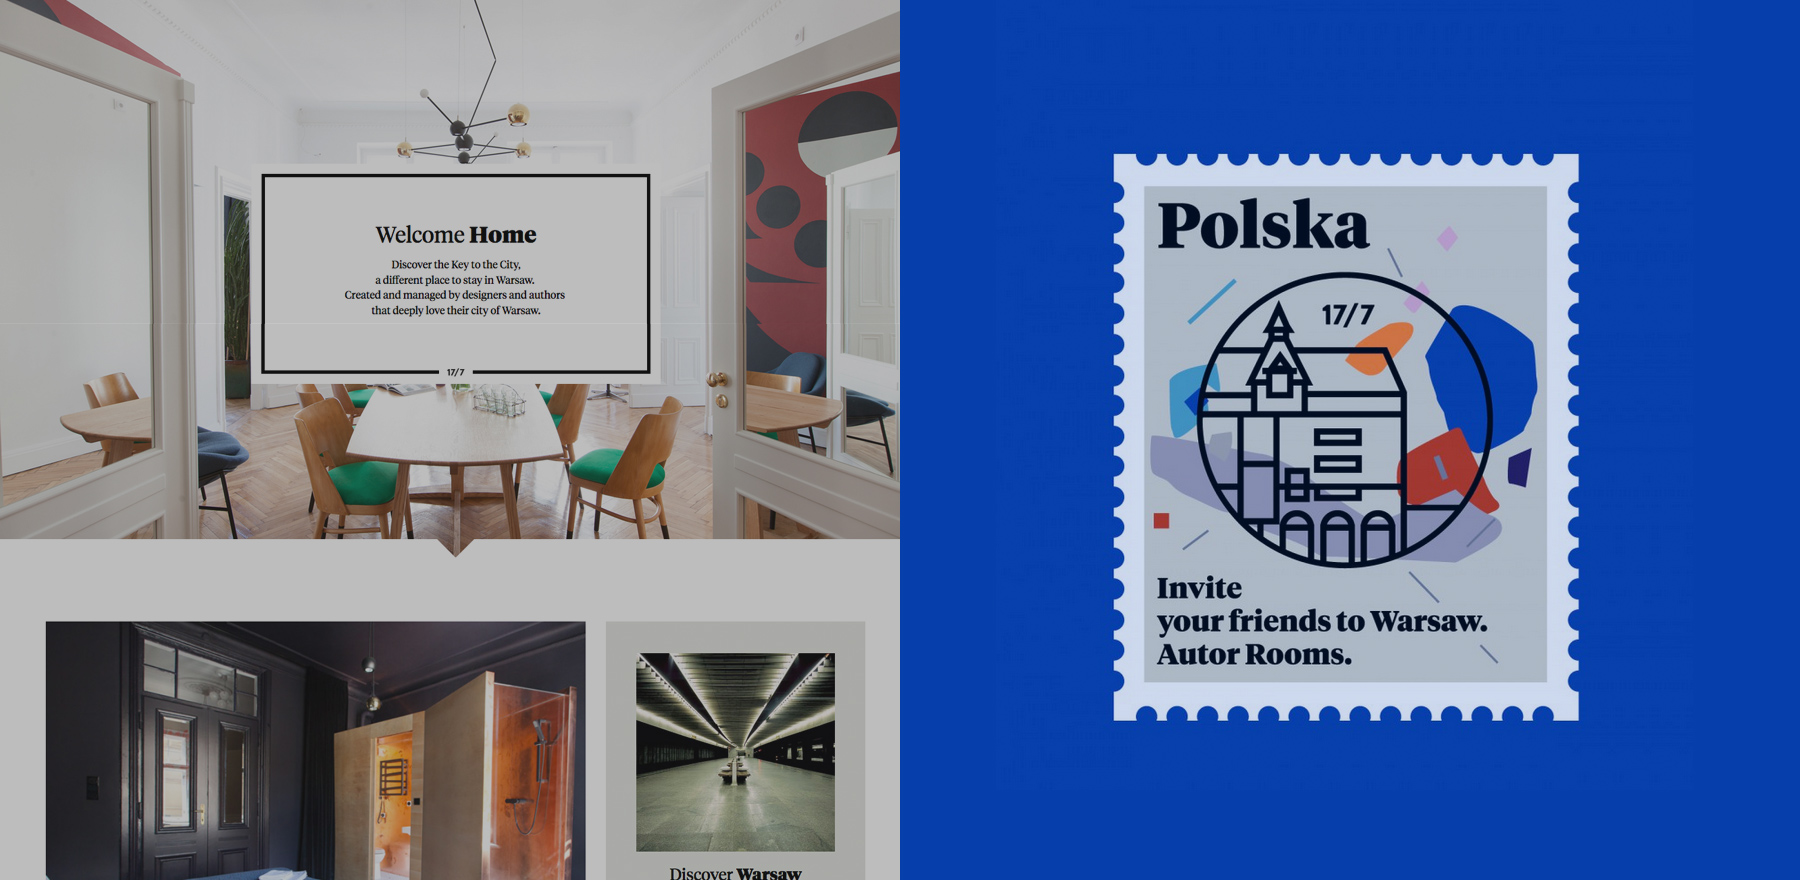 Welcome Home
Discover the Key to the City,
a different place to stay in Warsaw.
Created and managed by designers and authors
that deeply love their city of Warsaw.
17/7
Discover Warsaw
Polska
17/7
Invite
your friends to Warsaw.
Autor Rooms.